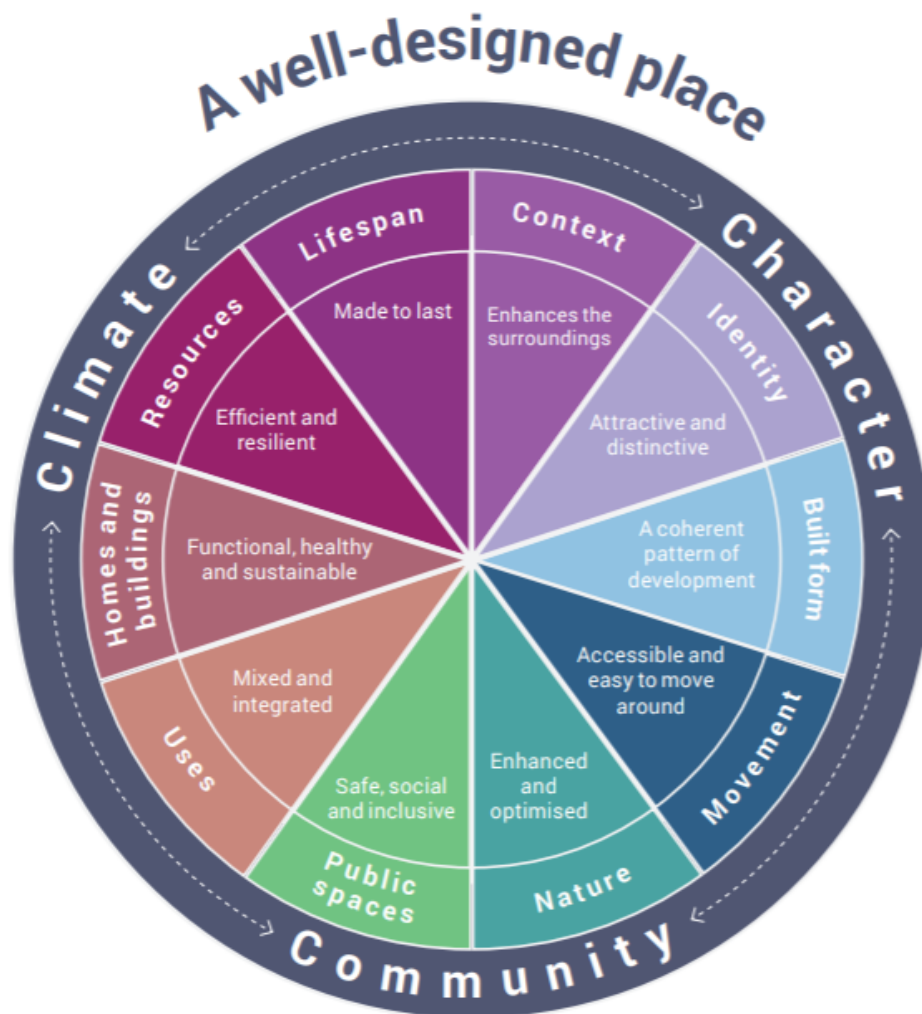 A well-designed place
Climate
Character
Community
Lifespan
Made to last
Context
Enhances the
surroundings
Identity
Attractive and
distinctive
Built form
A coherent
pattern of
development
Movement
Accessible and
easy to move
around
Nature
Enhanced
and
optimised
Public
spaces
Safe, social
and inclusive
Uses
Mixed and
integrated
Homes and
buildings
Functional, healthy
and sustainable
Resources
Efficient and
resilient